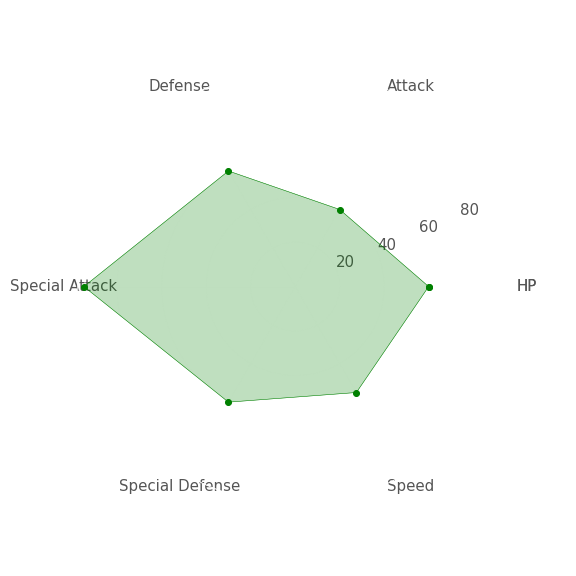 Defense
Attack
80
60
40
20
Special Attack
HP
Special Defense
Speed